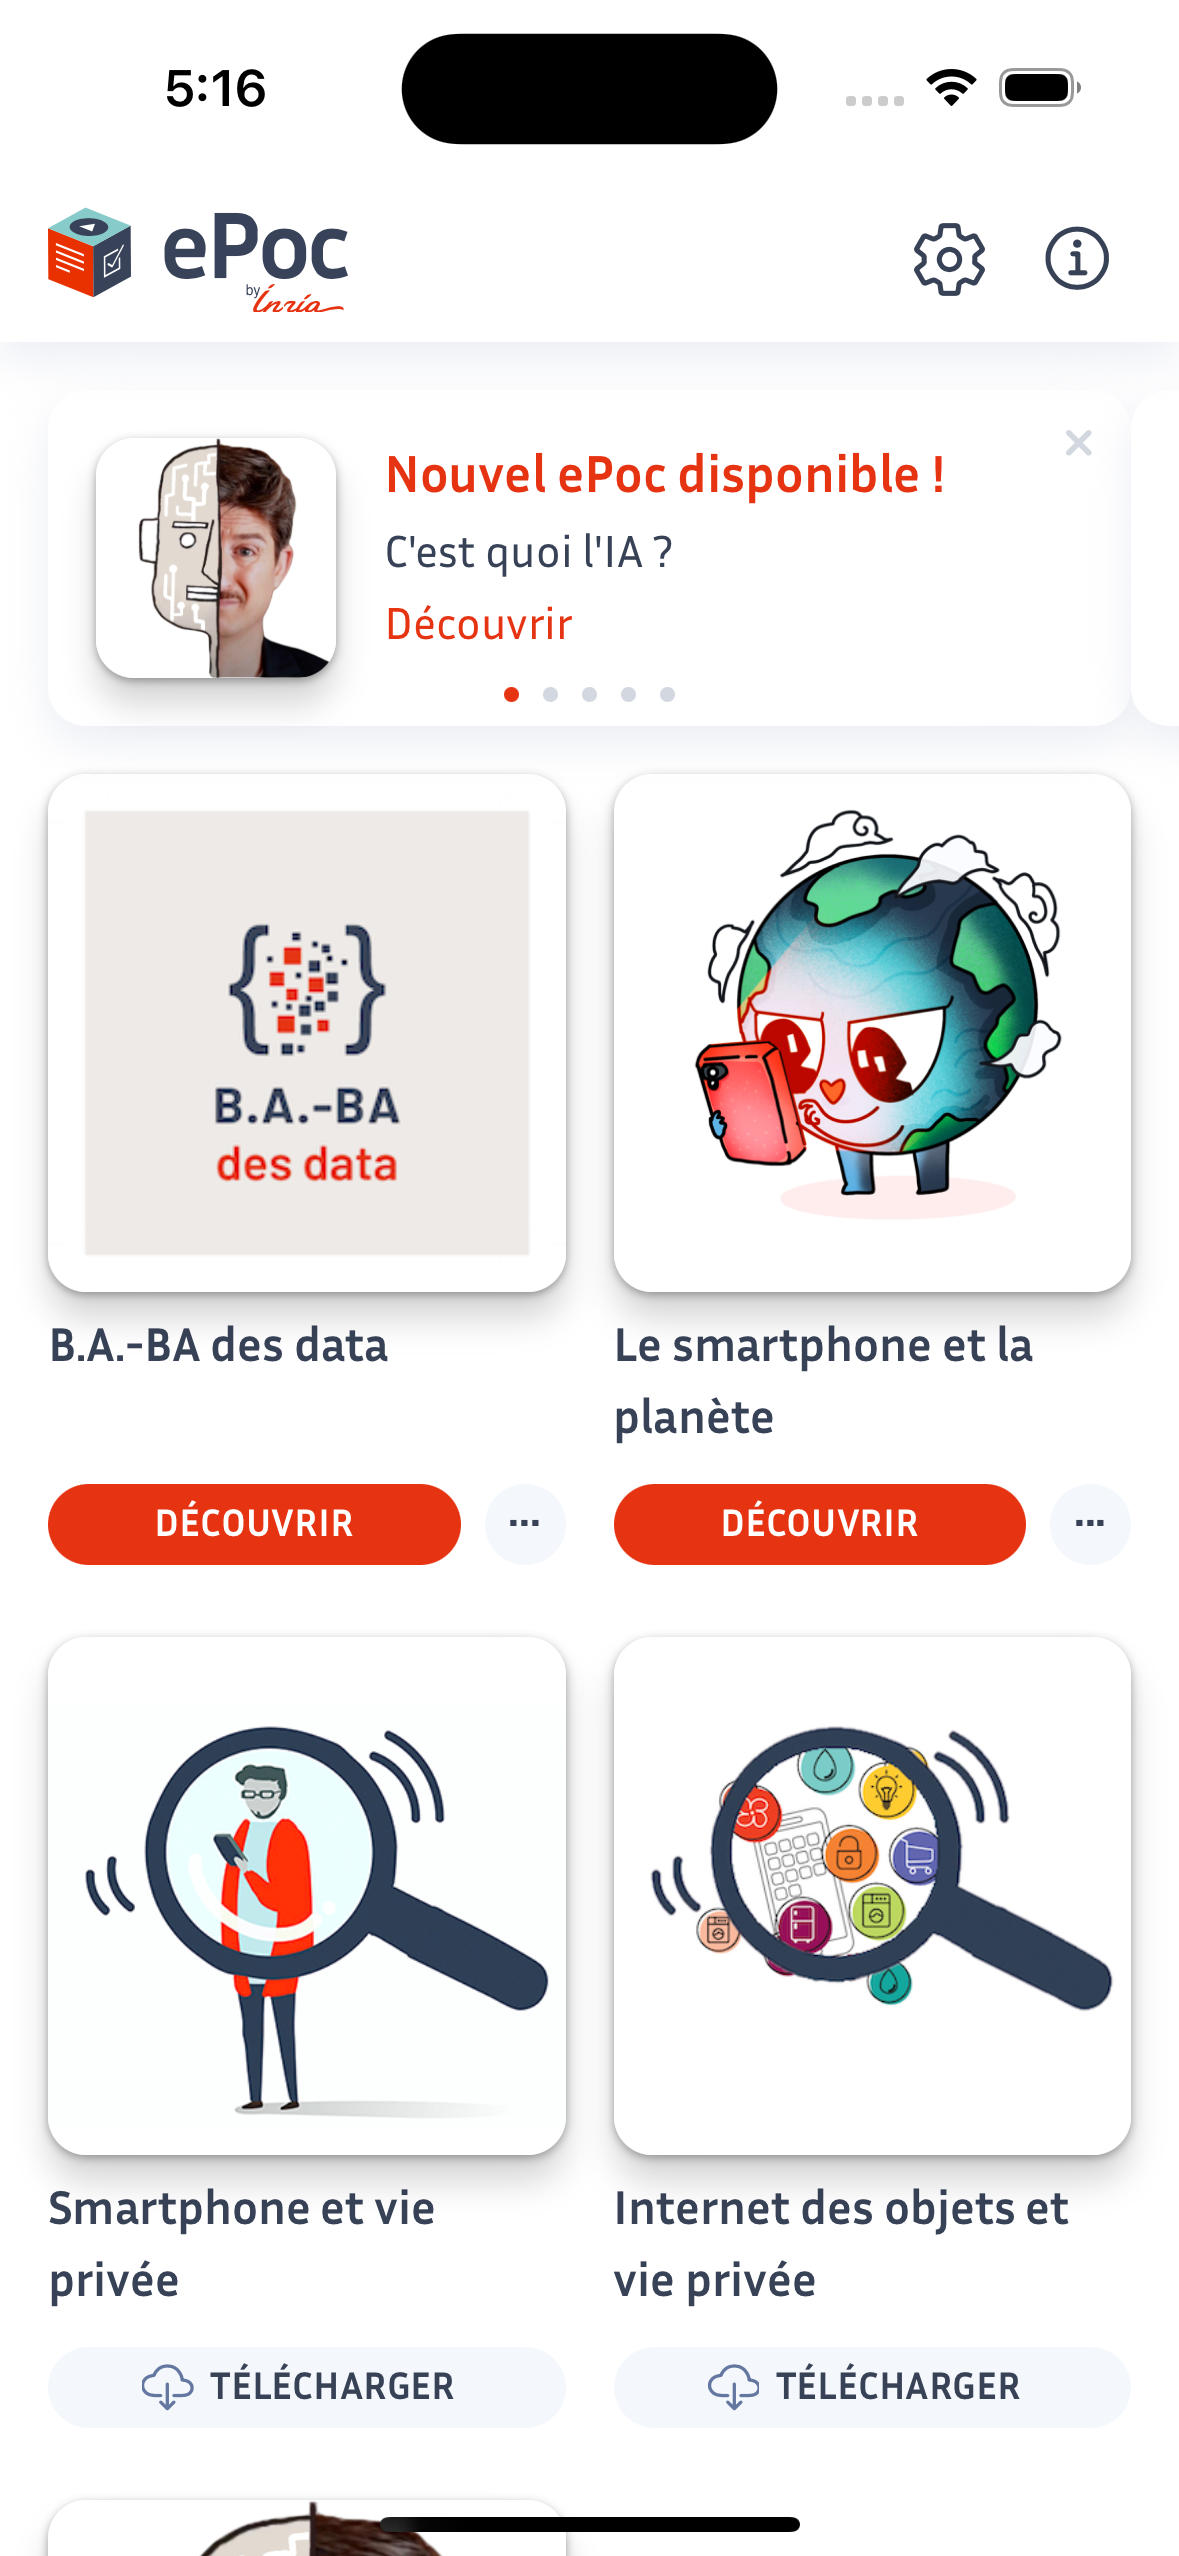 5:16
ePoc
by Inria
Nouvel ePoc disponible !
C'est quoi l'IA ?
Découvrir
B.A.-BA
des data
B.A.-BA des data
Le smartphone et la
planète
DÉCOUVRIR
DÉCOUVRIR
Smartphone et vie
privée
Internet des objets et
vie privée
TÉLÉCHARGER
TÉLÉCHARGER